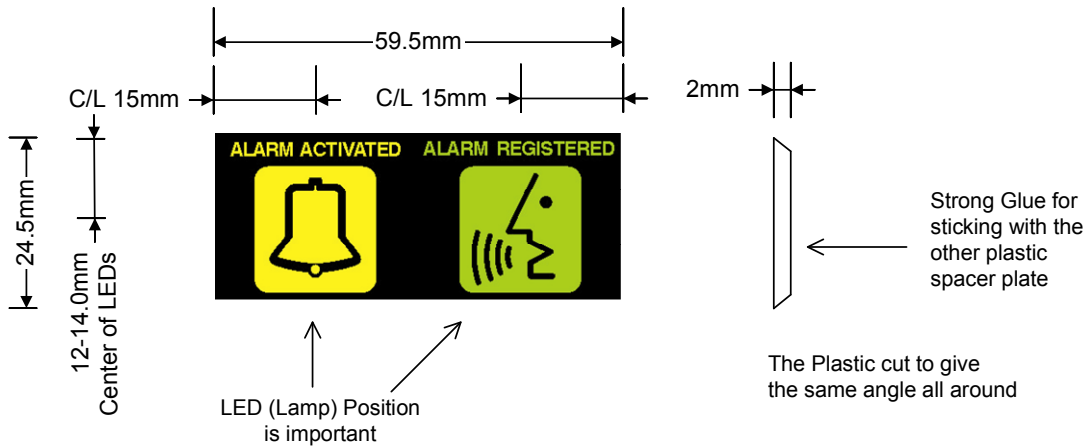 59.5mm
C/L 15mm
C/L 15mm
2mm
ALARM ACTIVATED
ALARM REGISTERED
24.5mm
12-14.0mm
Center of LEDs
Strong Glue for
sticking with the
other plastic
spacer plate
The Plastic cut to give
the same angle all around
LED (Lamp) Position
is important